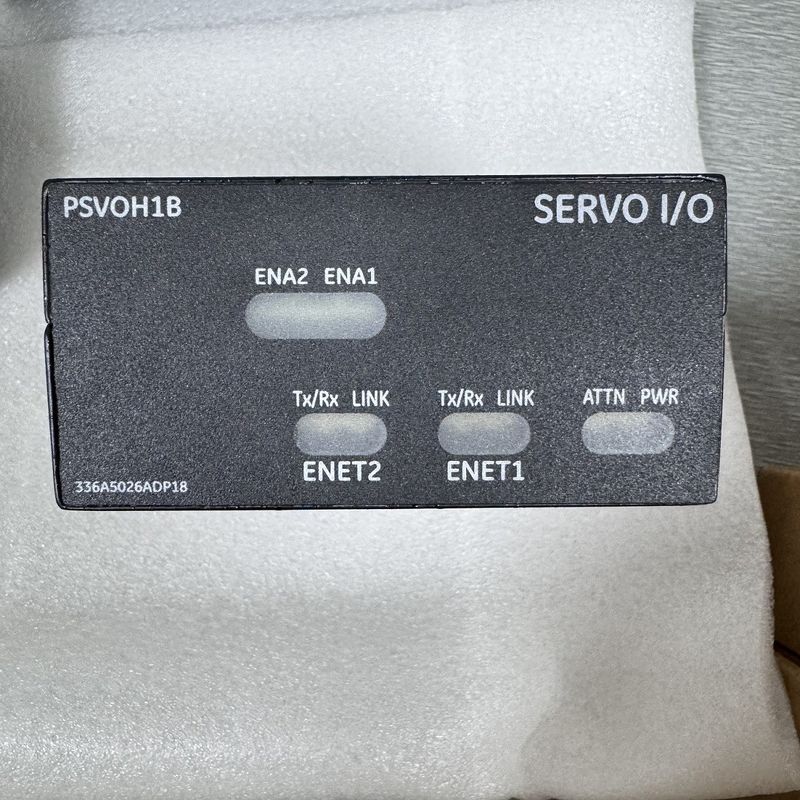 PSVOH1B SERVO I/O
ENA2 ENA1
Tx/Rx LINK Tx/Rx LINK ATTN PWR
ENET2 ENET1
336A5026ADP18